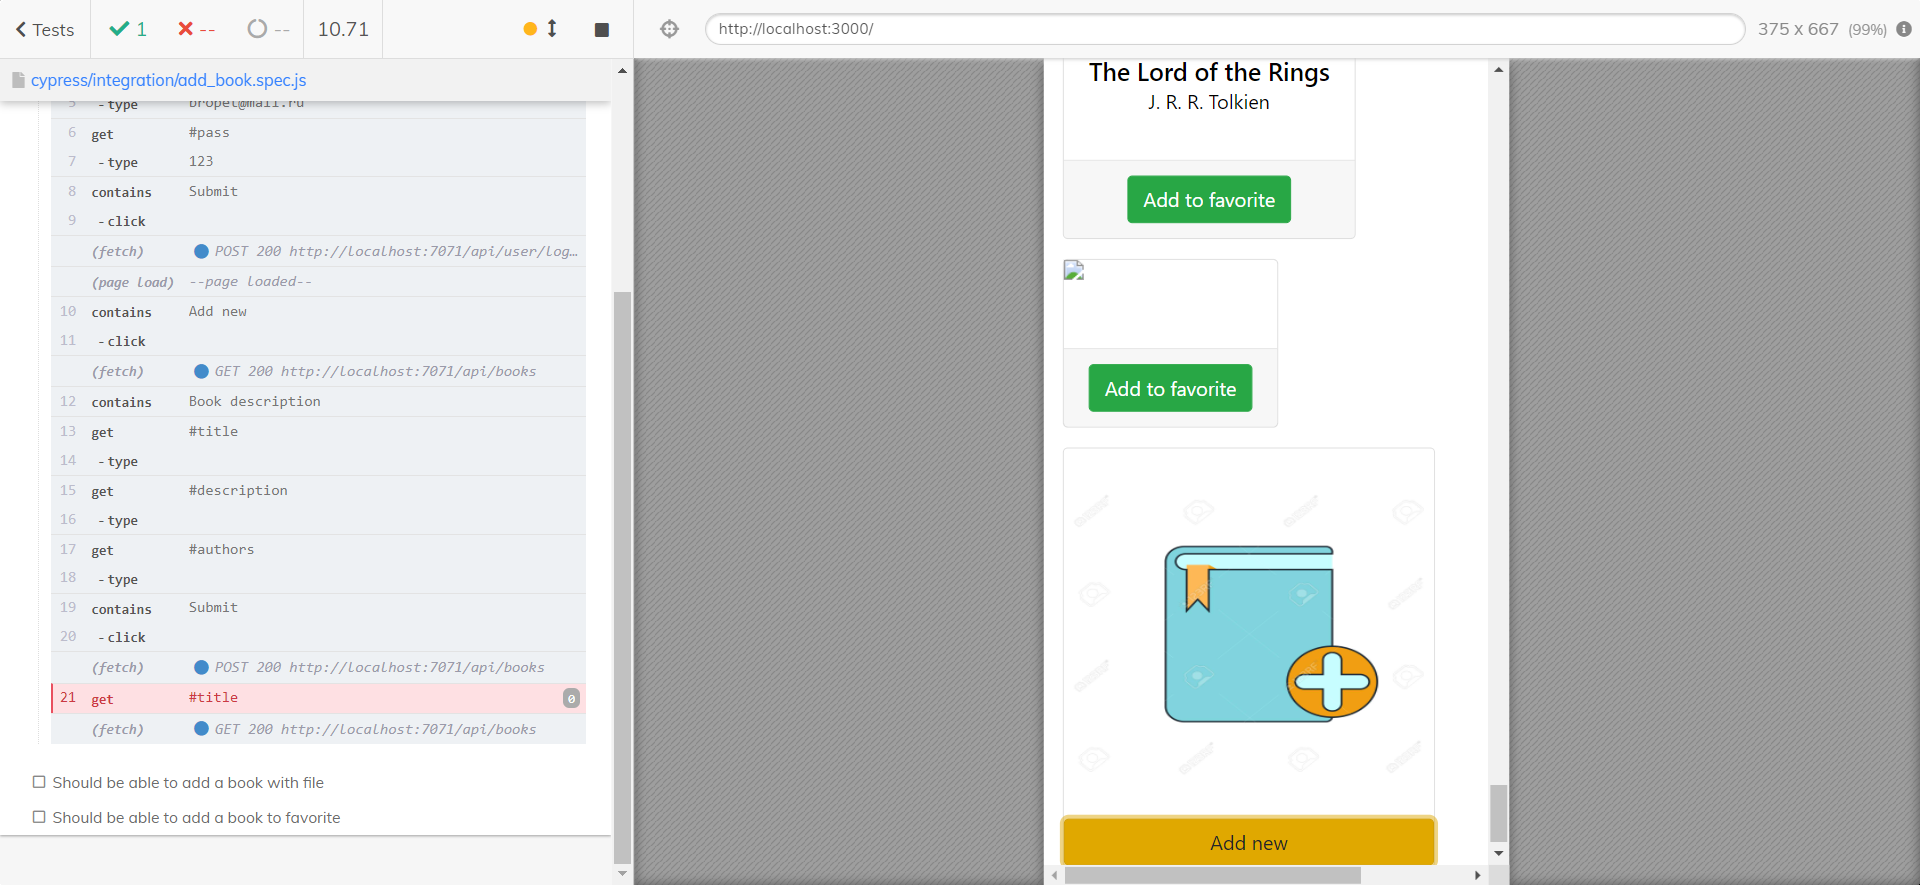 Tests
1
--
--
10.71
http://localhost:3000/
375 x 667 (99%)
cypress/integration/add_book.spec.js
5 -type bropet@mail.ru
6 get #pass
7 -type 123
8 contains Submit
9 -click
(fetch) POST 200 http://localhost:7071/api/user/log…
(page load) --page loaded--
10 contains Add new
11 -click
(fetch) GET 200 http://localhost:7071/api/books
12 contains Book description
13 get #title
14 -type
15 get #description
16 -type
17 get #authors
18 -type
19 contains Submit
20 -click
(fetch) POST 200 http://localhost:7071/api/books
21 get #title 0
(fetch) GET 200 http://localhost:7071/api/books
Should be able to add a book with file
Should be able to add a book to favorite
The Lord of the Rings
J. R. R. Tolkien
Add to favorite
Add to favorite
Add new